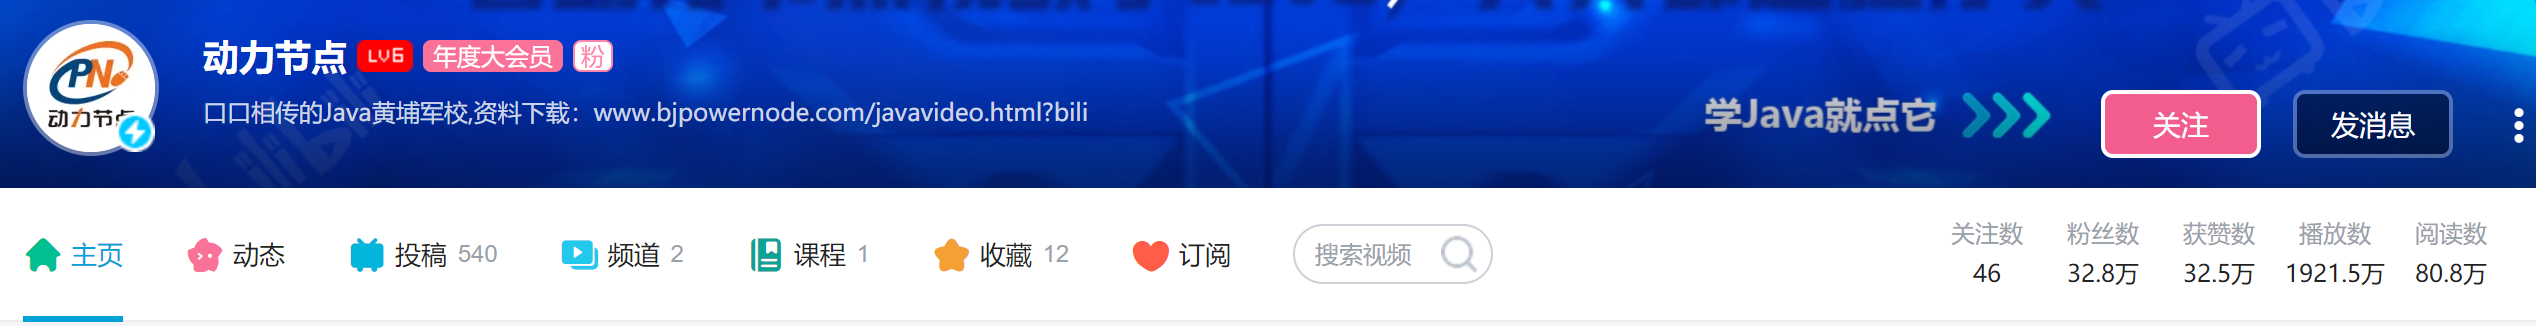 动力节点 LV6 年度大会员 粉
口口相传的Java黄埔军校,资料下载：www.bjpowernode.com/javavideo.html?bili
PN
动力节
学Java就点它
关注 发消息
主页 动态 投稿 540 频道 2 课程 1 收藏 12 订阅 搜索视频
关注数 粉丝数 获赞数 播放数 阅读数
46 32.8万 32.5万 1921.5万 80.8万